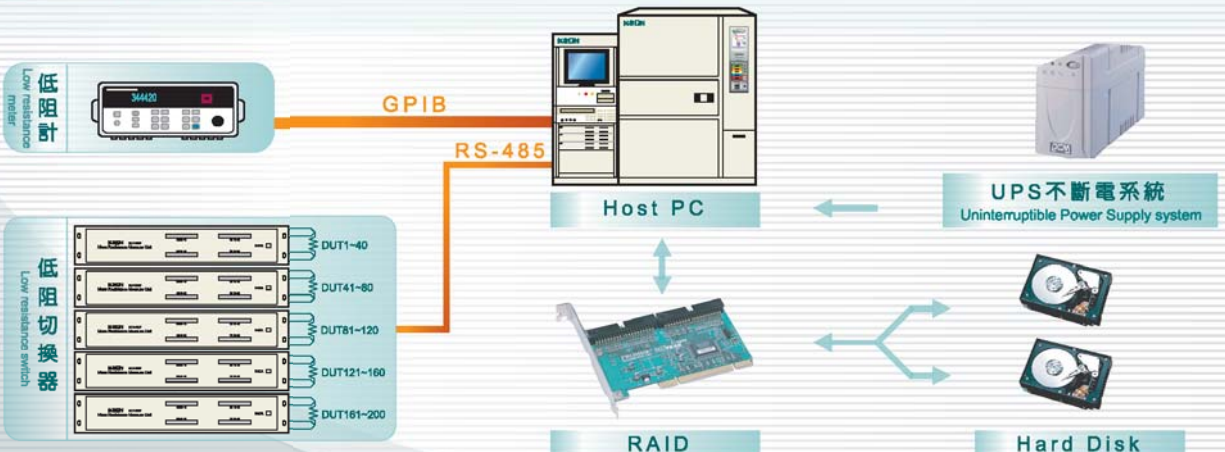 低阻計
Low resistance meter
344420
GPIB
RS-485
Host PC
UPS不斷電系統
Uninterruptible Power Supply system
低阻切換器
Low resistance switch
DUT1~40
DUT41~80
DUT81~120
DUT121~160
DUT161~200
RAID
Hard Disk